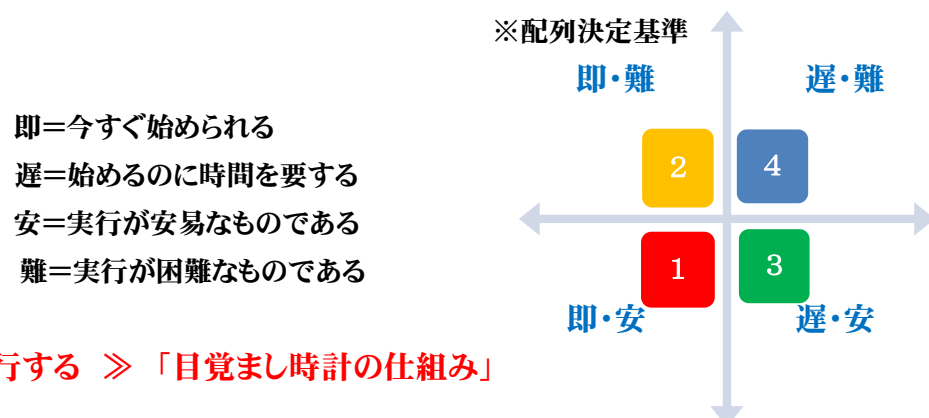 ※配列決定基準
即・難
遅・難
即＝今すぐ始められる
遅＝始めるのに時間を要する
安＝実行が安易なものである
難＝実行が困難なものである
2
4
1
3
即・安
遅・安
行する ≫ 「目覚まし時計の仕組み」